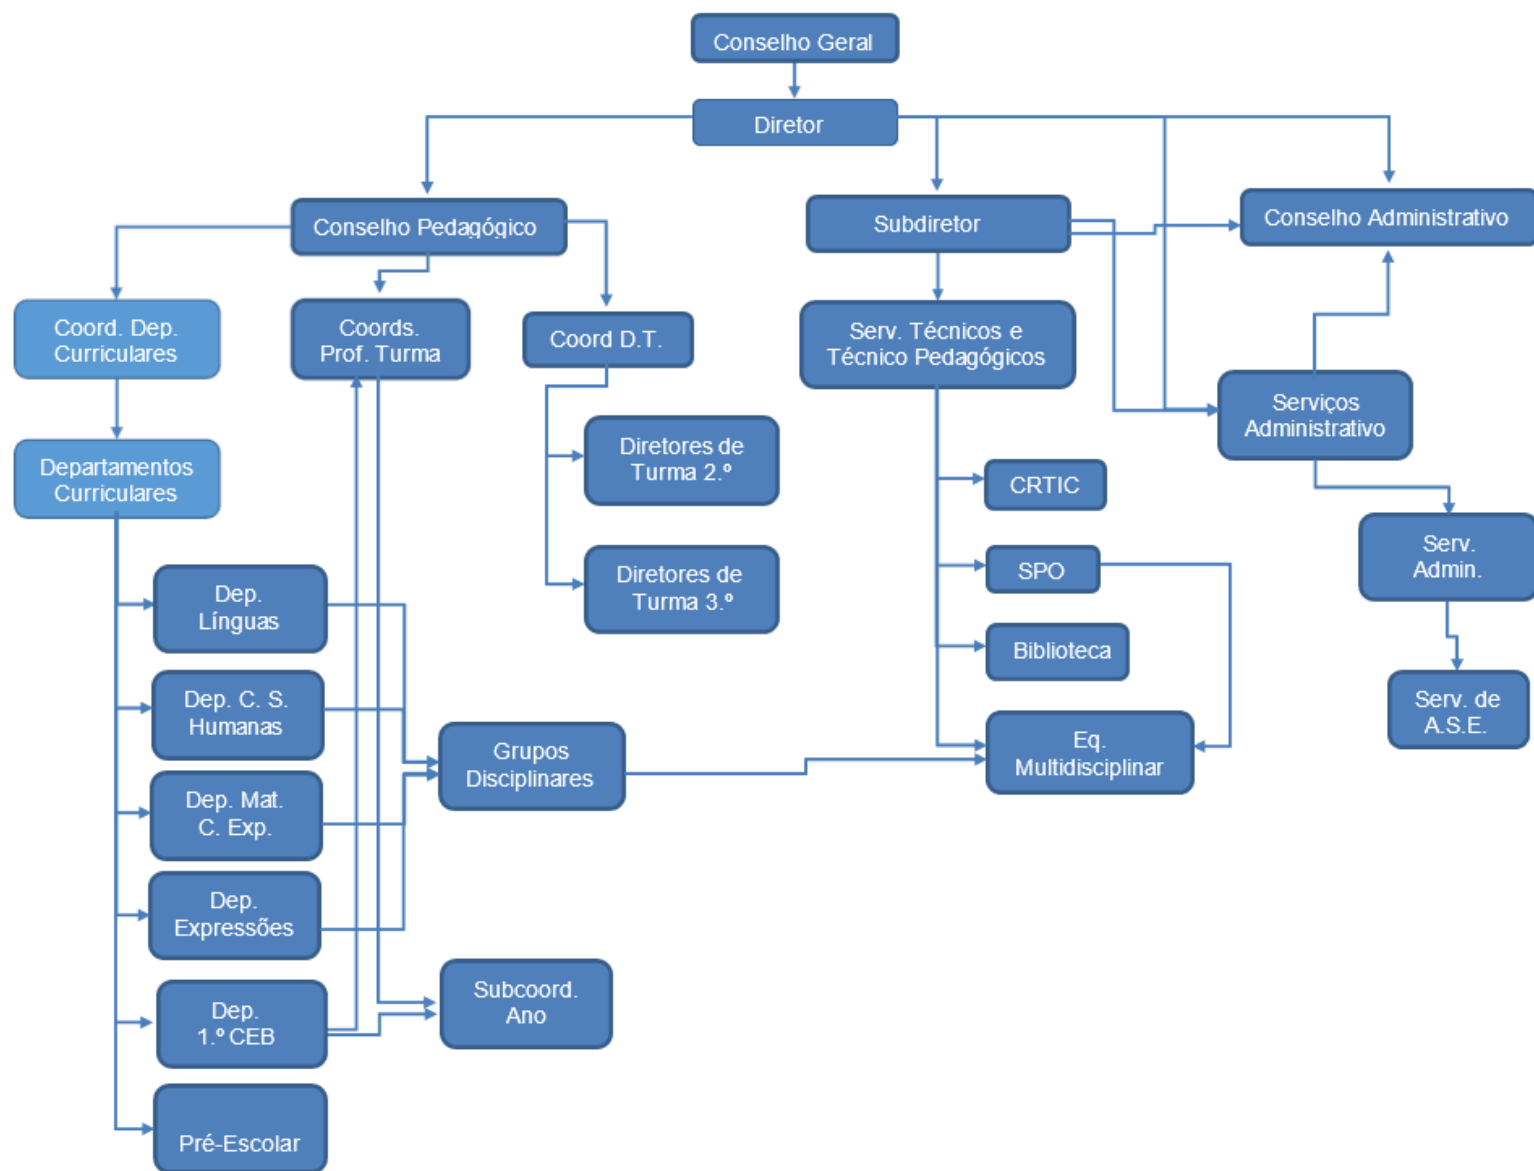 Conselho Geral
Diretor
Conselho Pedagógico
Subdiretor
Conselho Administrativo
Coord. Dep.
Curriculares
Coords.
Prof. Turma
Coord D.T.
Serv. Técnicos e
Técnico Pedagógicos
Serviços
Administrativo
Departamentos
Curriculares
Diretores de
Turma 2.º
CRTIC
Serv.
Admin.
Diretores de
Turma 3.º
SPO
Dep.
Línguas
Biblioteca
Dep. C. S.
Humanas
Serv. de
A.S.E.
Grupos
Disciplinares
Eq.
Multidisciplinar
Dep. Mat.
C. Exp.
Dep.
Expressões
Subcoord.
Ano
Dep.
1.º CEB
Pré-Escolar